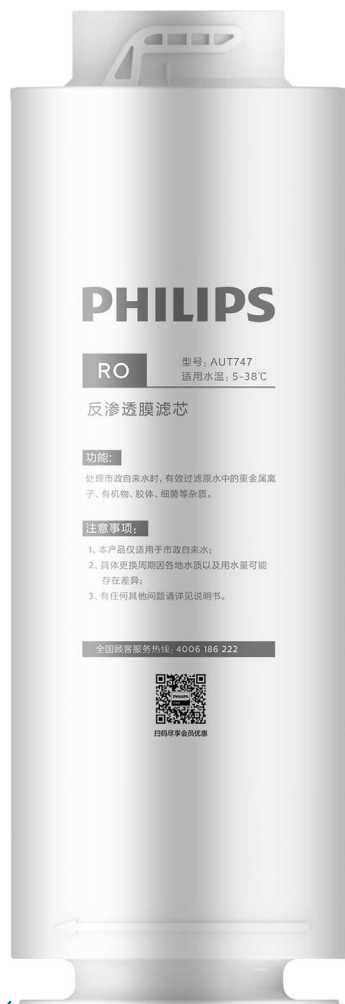 PHILIPS
RO
型号: AUT747
适用水温: 5-38℃
反渗透膜滤芯
功能:
处理市政自来水时, 有效过滤原水中的重金属离
子、有机物、胶体、细菌等杂质。
注意事项:
1、本产品仅适用于市政自来水;
2、具体更换周期因各地水质以及用水量可能
存在差异;
3、有任何其他问题请详见说明书。
全国顾客服务热线: 4006 186 222
PHILIPS
扫码尽享会员优惠